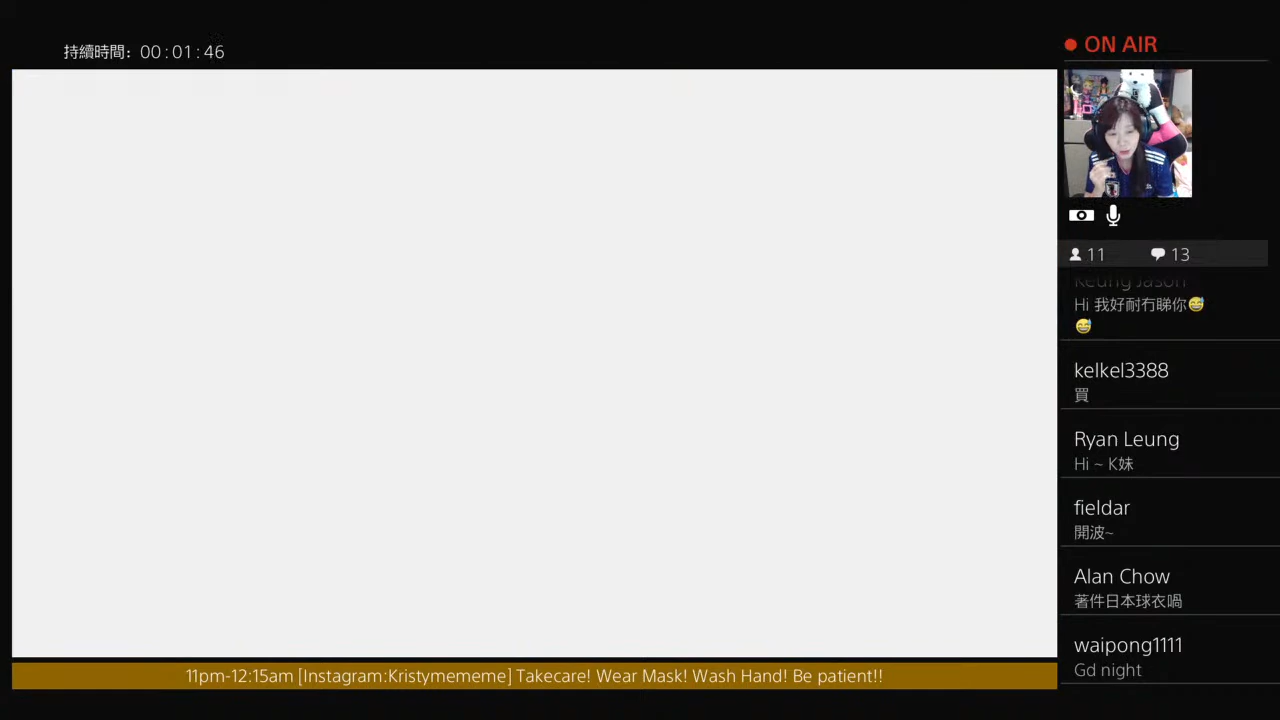 持續時間：00:01:46
ON AIR
11
13
Keung Jason
Hi 我好耐冇睇你😅
😅
kelkel3388
買
Ryan Leung
Hi ~ K妹
fieldar
開波~
Alan Chow
著件日本球衣喎
waipong1111
Gd night
11pm-12:15am [Instagram:Kristymememe] Takecare! Wear Mask! Wash Hand! Be patient!!